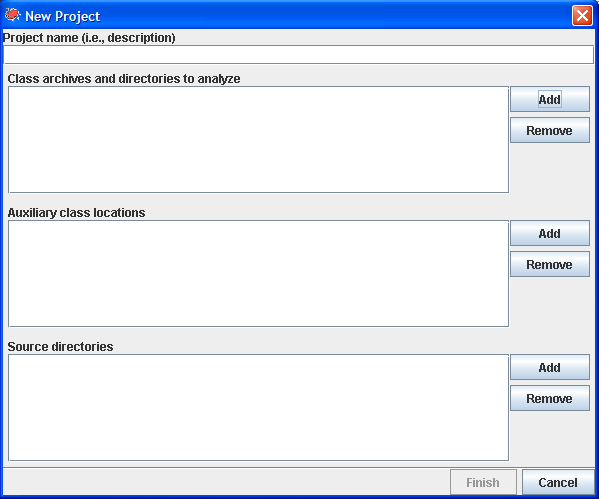 New Project
Project name (i.e., description)
Class archives and directories to analyze
Add
Remove
Auxiliary class locations
Add
Remove
Source directories
Add
Remove
Finish Cancel